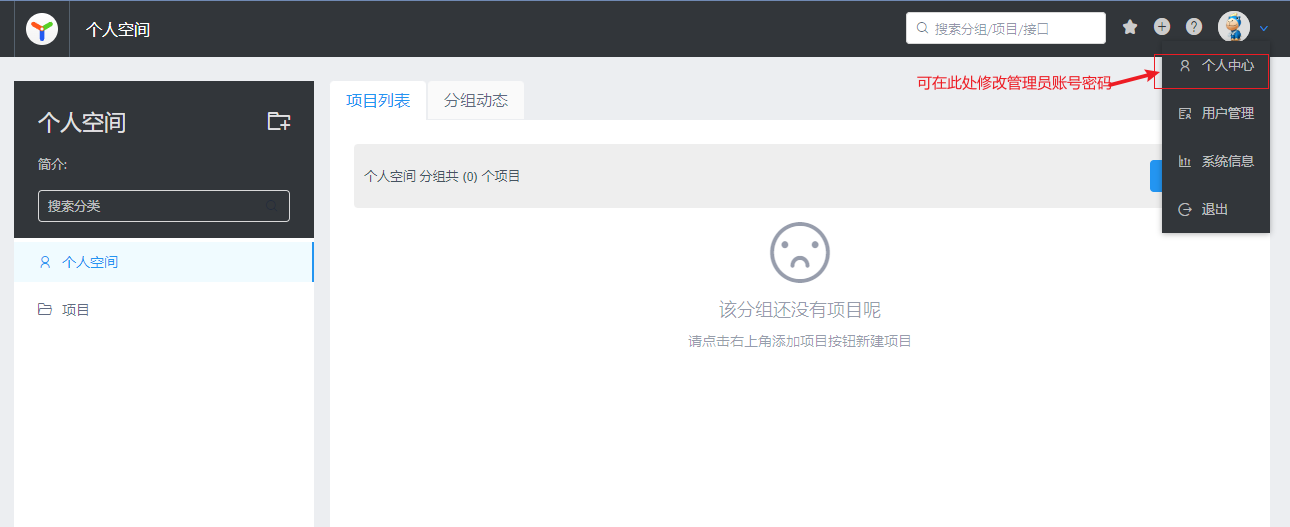 个人空间
搜索分组/项目/接口
可在此处修改管理员账号密码
个人中心
用户管理
系统信息
退出
个人空间
简介:
搜索分类
个人空间
项目
项目列表
分组动态
个人空间 分组共 (0) 个项目
该分组还没有项目呢
请点击右上角添加项目按钮新建项目